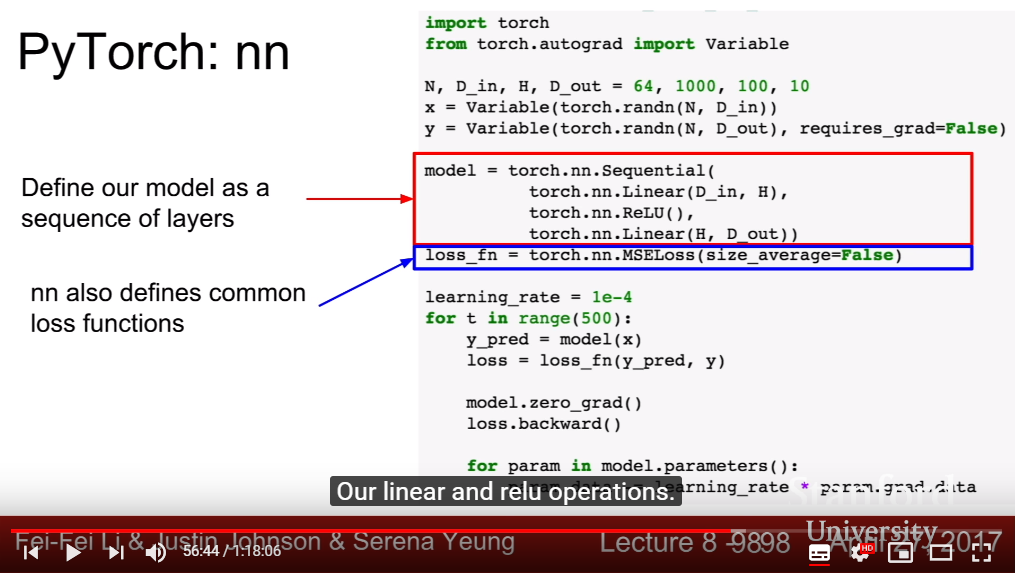 PyTorch: nn
import torch
from torch.autograd import Variable
N, D_in, H, D_out = 64, 1000, 100, 10
x = Variable(torch.randn(N, D_in))
y = Variable(torch.randn(N, D_out), requires_grad=False)
Define our model as a
sequence of layers
model = torch.nn.Sequential(
torch.nn.Linear(D_in, H),
torch.nn.ReLU(),
torch.nn.Linear(H, D_out))
loss_fn = torch.nn.MSELoss(size_average=False)
nn also defines common
loss functions
learning_rate = 1e-4
for t in range(500):
y_pred = model(x)
loss = loss_fn(y_pred, y)
model.zero_grad()
loss.backward()
for param in model.parameters():
learning_rate * param.grad.data
Our linear and relu operations.
Stanford
University
Fei-Fei Li & Justin Johnson & Serena Yeung
Lecture 8 -9898
April 27, 2017
56:44 / 1:18:06
HD